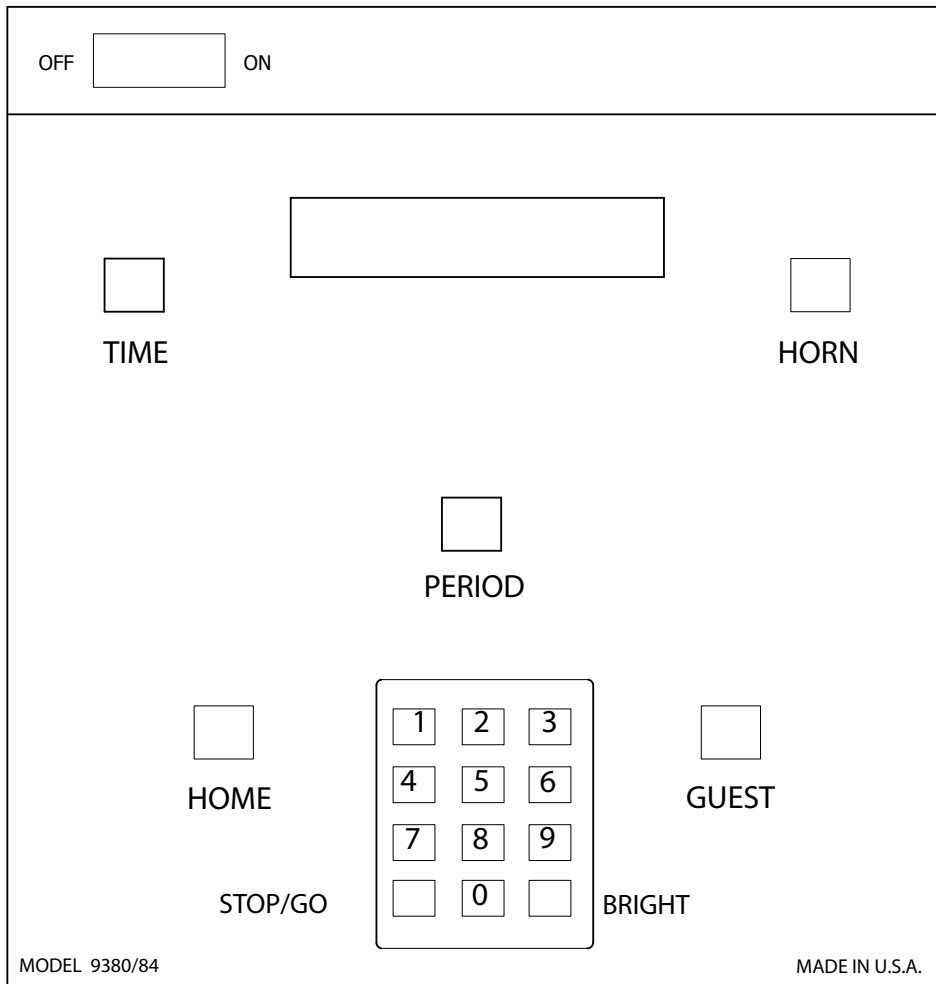 OFF ON
TIME
HORN
PERIOD
HOME
GUEST
1 2 3
4 5 6
7 8 9
STOP/GO 0 BRIGHT
MODEL 9380/84
MADE IN U.S.A.